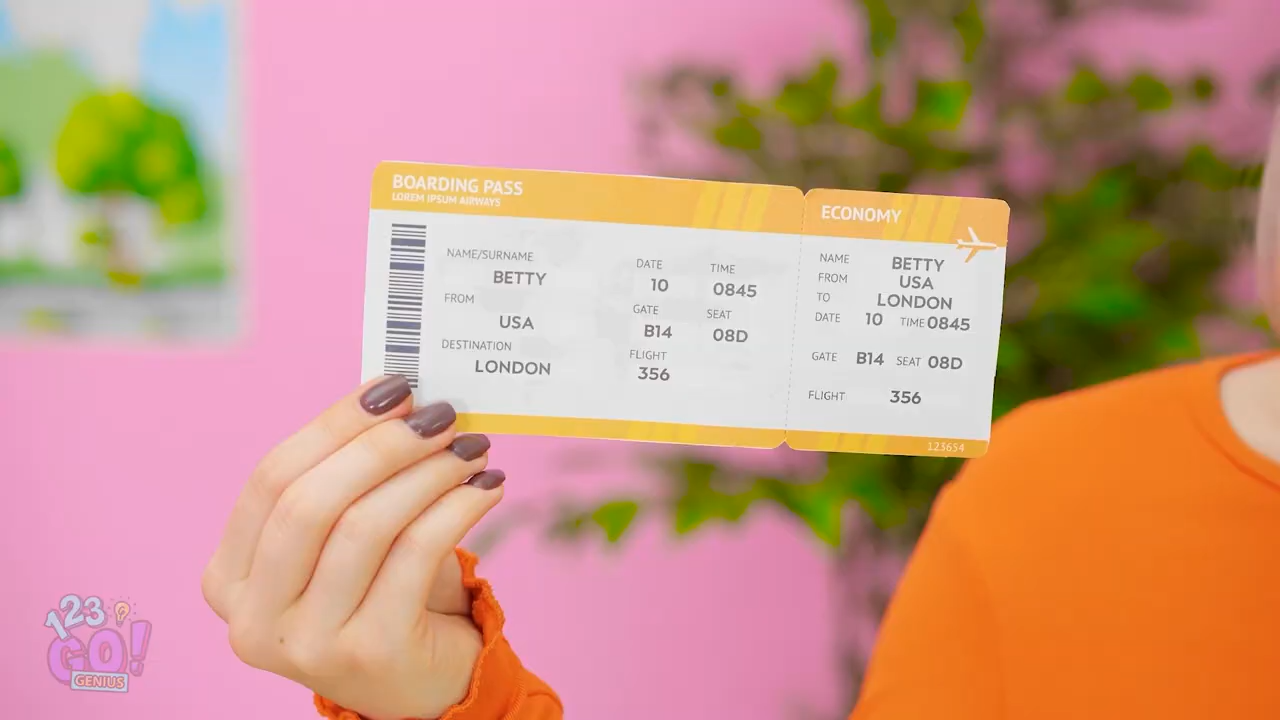 BOARDING PASS
LOREM IPSUM AIRWAYS
NAME/SURNAME
BETTY
FROM
USA
DESTINATION
LONDON
DATE TIME
10 0845
GATE SEAT
B14 08D
FLIGHT
356
ECONOMY
NAME BETTY
FROM USA
TO LONDON
DATE 10 TIME 0845
GATE B14 SEAT 08D
FLIGHT 356
123654
123
GO!
GENIUS